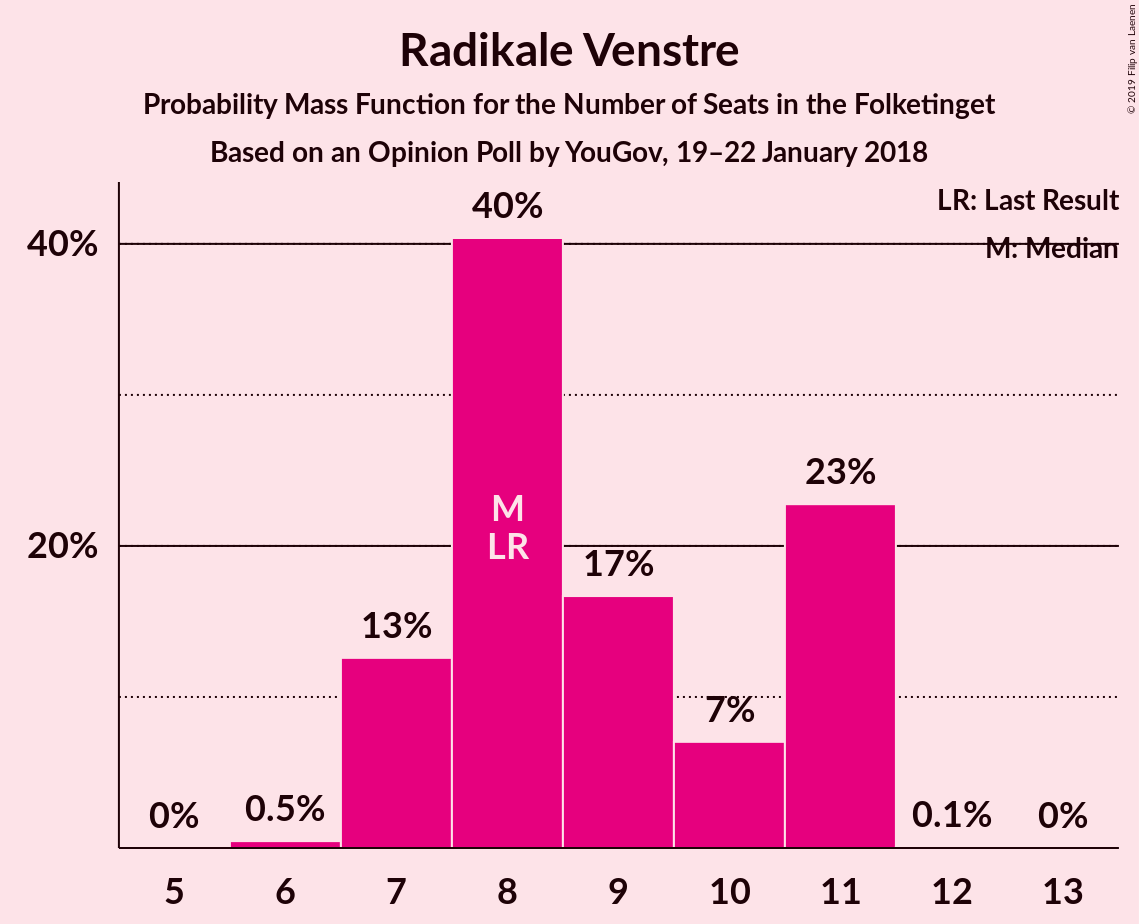 Radikale Venstre
Probability Mass Function for the Number of Seats in the Folketinget
Based on an Opinion Poll by YouGov, 19–22 January 2018
© 2019 Filip van Laenen
LR: Last Result
M: Median
40%
20%
0%
0.5%
13%
40%
M
LR
17%
7%
23%
0.1%
0%
5 6 7 8 9 10 11 12 13